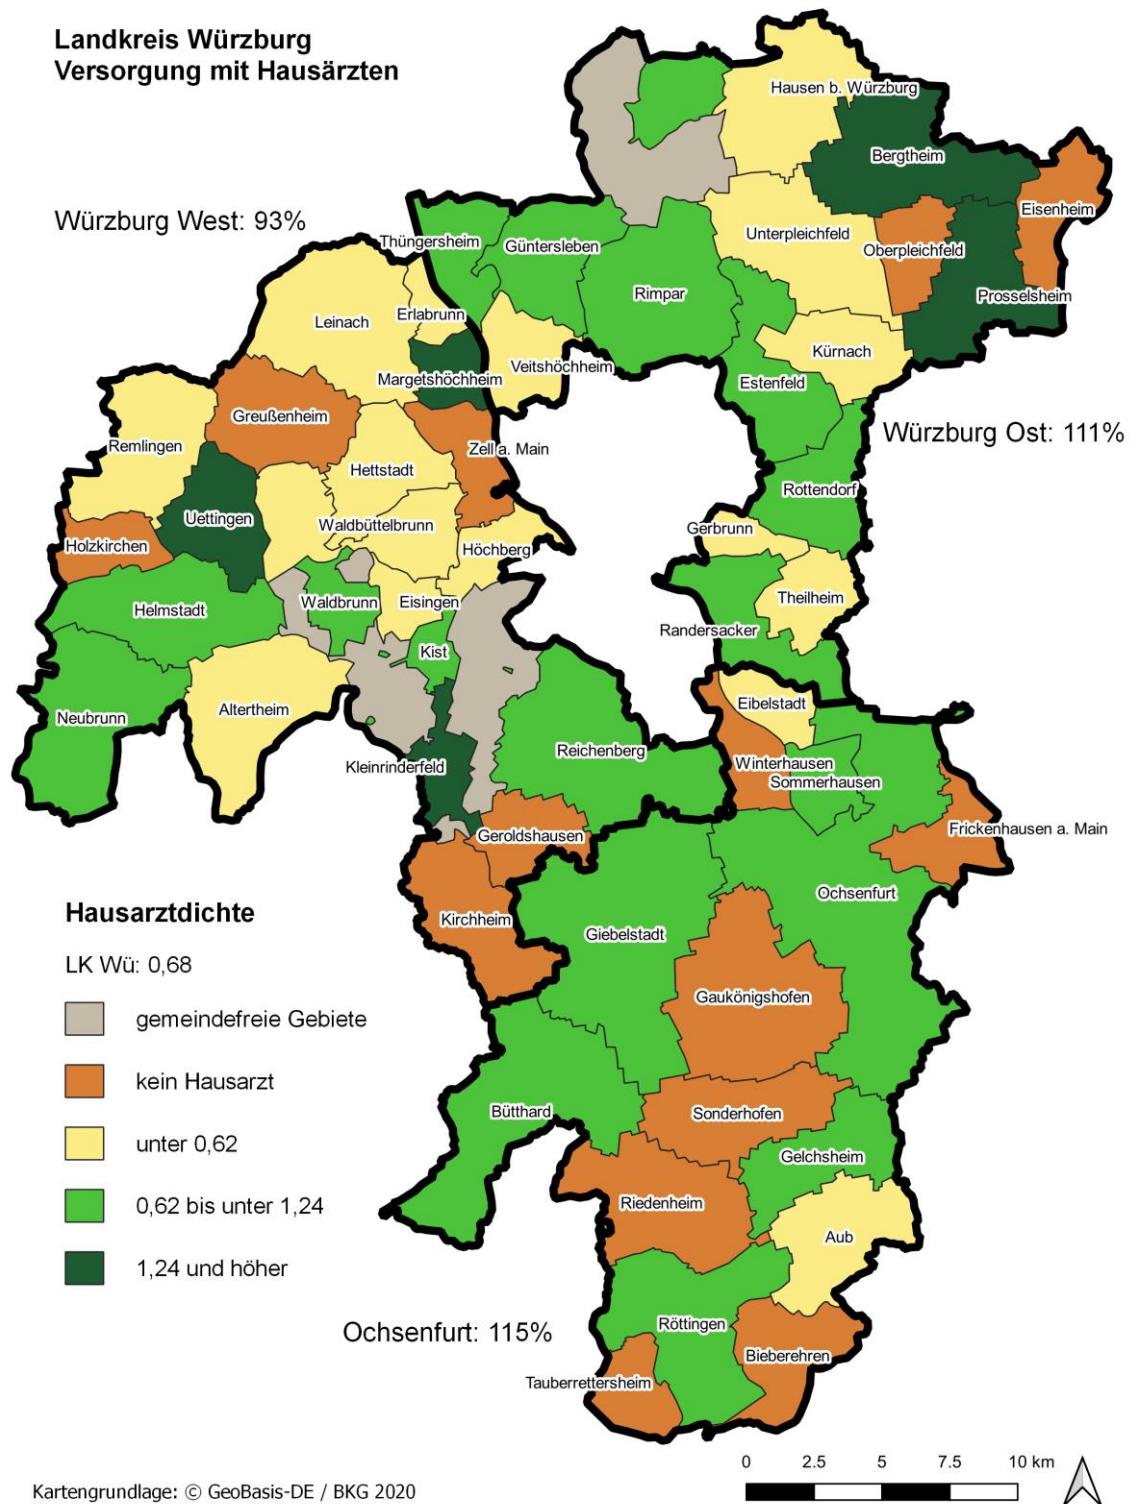 Landkreis Würzburg
Versorgung mit Hausärzten
Hausen b. Würzburg
Bergtheim
Würzburg West: 93%
Eisenheim
Thüngersheim
Güntersleben
Unterpleichfeld
Oberpleichfeld
Rimpar
Prosselsheim
Leinach
Erlabrunn
Kürnach
Margetshöchheim
Veitshöchheim
Estenfeld
Greußenheim
Würzburg Ost: 111%
Remlingen
Zell a. Main
Hettstadt
Rottendorf
Uettingen
Waldbüttelbrunn
Gerbrunn
Holzkirchen
Höchberg
Helmstadt
Waldbrunn
Eisingen
Theilheim
Randersacker
Kist
Neubrunn
Altertheim
Eibelstadt
Reichenberg
Kleinrinderfeld
Winterhausen
Sommerhausen
Geroldshausen
Frickenhausen a. Main
Ochsenfurt
Kirchheim
Giebelstadt
Gaukönigshofen
Hausarztdichte
LK Wü: 0,68
gemeindefreie Gebiete
kein Hausarzt
unter 0,62
0,62 bis unter 1,24
1,24 und höher
Bütthard
Sonderhofen
Gelchsheim
Riedenheim
Aub
Ochsenfurt: 115%
Röttingen
Bieberehren
Tauberrettersheim
0 2.5 5 7.5 10 km
Kartengrundlage: © GeoBasis-DE / BKG 2020